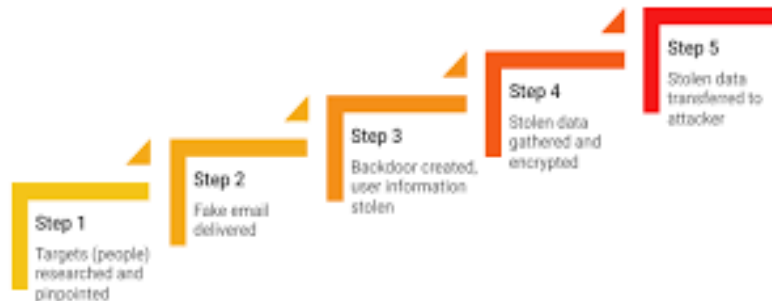 Step 1
Targets (people)
researched and
pinpointed
Step 2
Fake email
delivered
Step 3
Backdoor created,
user information
stolen
Step 4
Stolen data
gathered and
encrypted
Step 5
Stolen data
transferred to
attacker